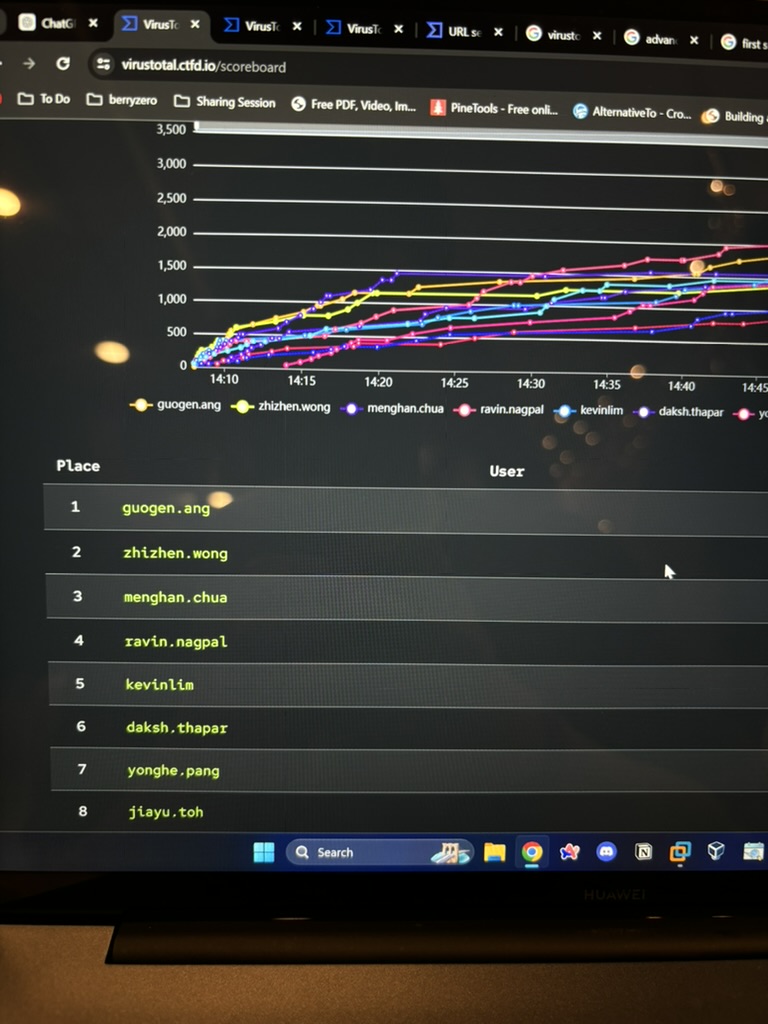 ChatG
VirusTo
VirusTo
VirusTo
URL se
virustc
advan
first s
virustotal.ctfd.io/scoreboard
To Do
berryzero
Sharing Session
Free PDF, Video, Im...
PineTools - Free onli...
AlternativeTo - Cro...
Building
3,500
3,000
2,500
2,000
1,500
1,000
500
0
14:10 14:15 14:20 14:25 14:30 14:35 14:40 14:45
guogen.ang zhizhen.wong menghan.chua ravin.nagpal kevinlim daksh.thapar yo
Place User
1 guogen.ang
2 zhizhen.wong
3 menghan.chua
4 ravin.nagpal
5 kevinlim
6 daksh.thapar
7 yonghe.pang
8 jiayu.toh
Search
HUAWEI